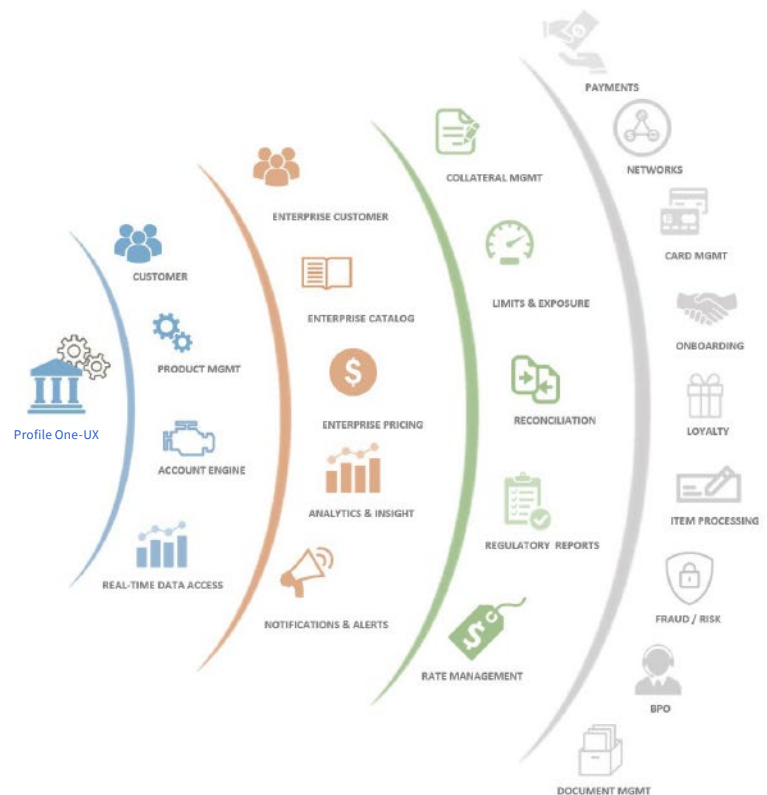 Profile One-UX
CUSTOMER
PRODUCT MGMT
ACCOUNT ENGINE
REAL-TIME DATA ACCESS
ENTERPRISE CUSTOMER
ENTERPRISE CATALOG
$
ENTERPRISE PRICING
ANALYTICS & INSIGHT
NOTIFICATIONS & ALERTS
COLLATERAL MGMT
LIMITS & EXPOSURE
RECONCILIATION
REGULATORY REPORTS
$
RATE MANAGEMENT
PAYMENTS
NETWORKS
CARD MGMT
ONBOARDING
LOYALTY
ITEM PROCESSING
FRAUD / RISK
BPO
DOCUMENT MGMT